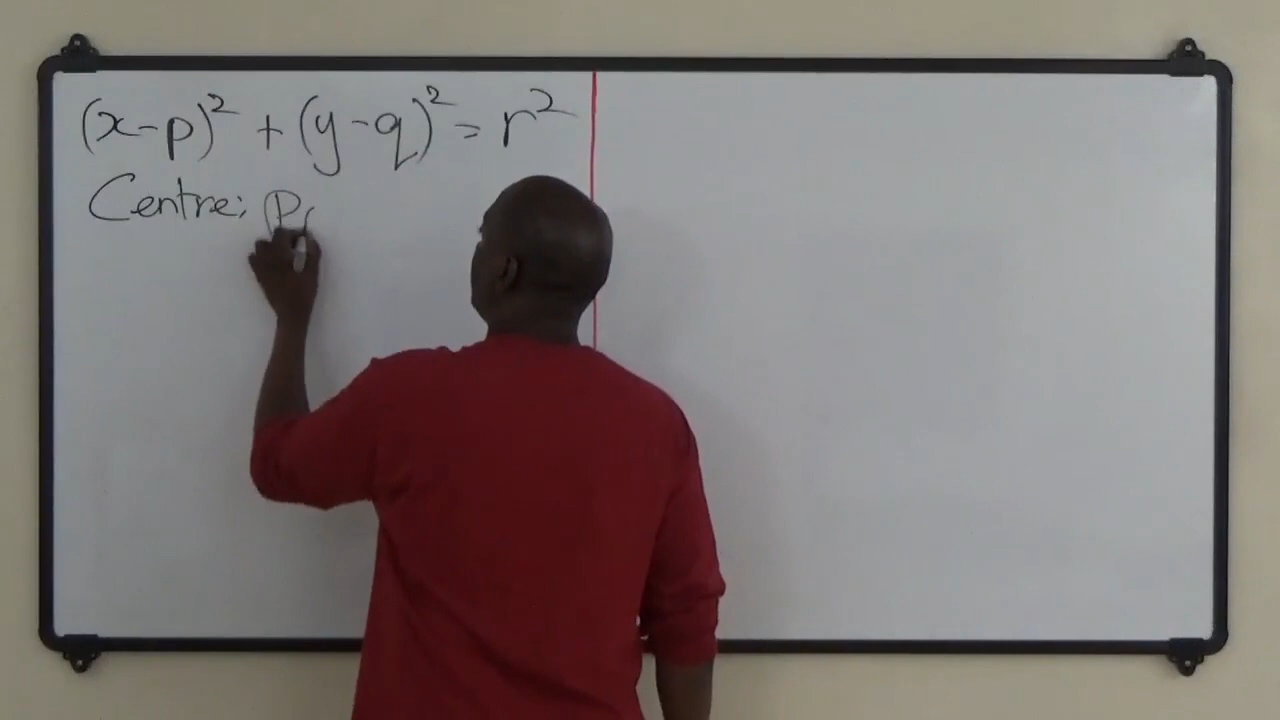 (x-p)² + (y-q)² = r²
Centre: (P,